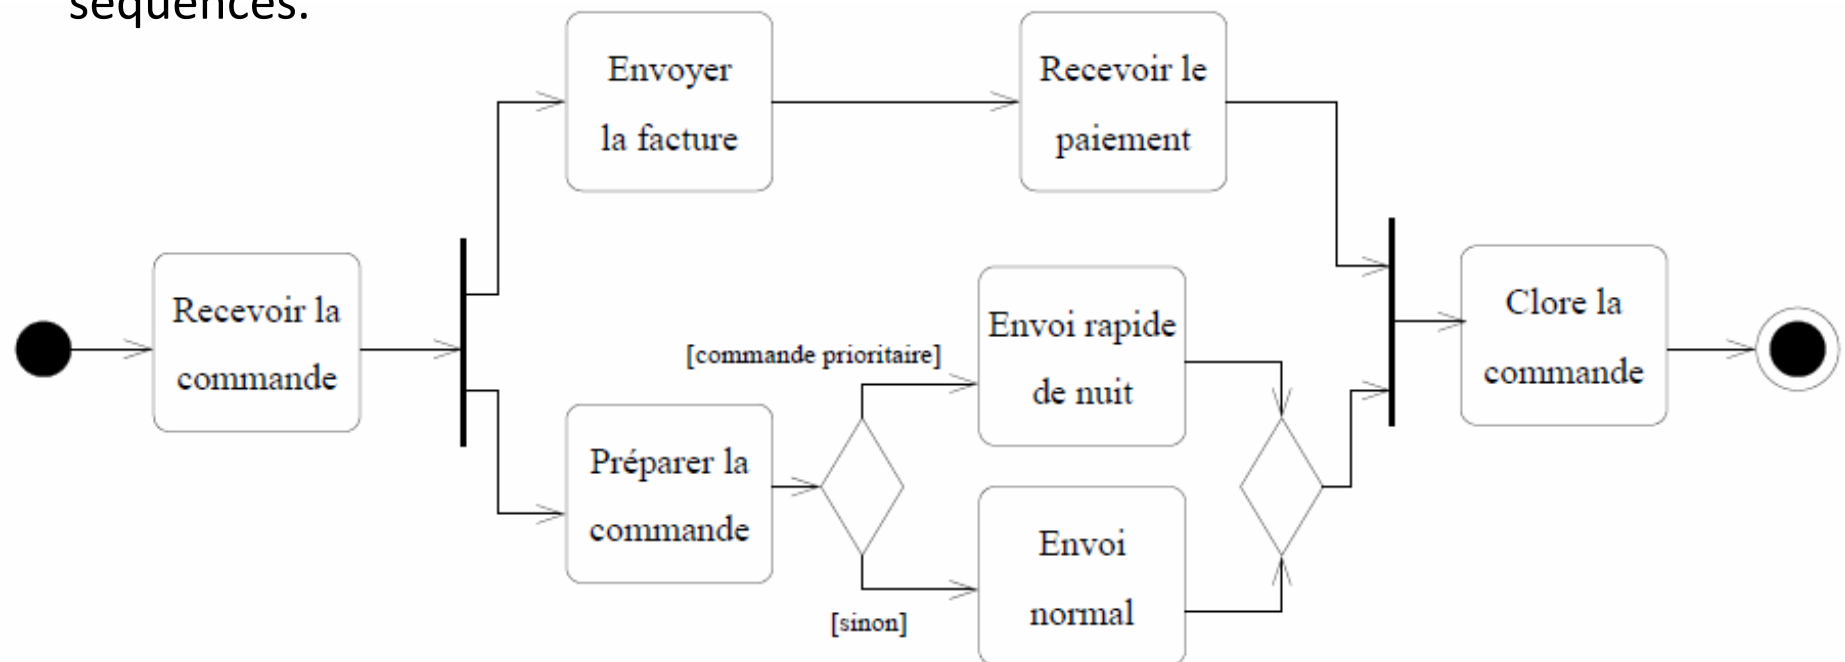 séquences.
Envoyer
la facture
Recevoir le
paiement
Recevoir la
commande
[commande prioritaire]
Envoi rapide
de nuit
Clore la
commande
Préparer la
commande
Envoi
normal
[sinon]